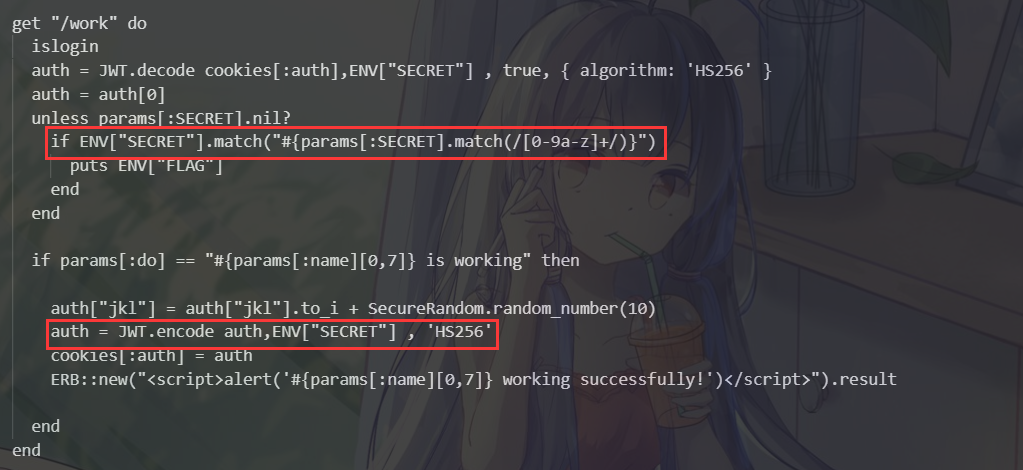 get "/work" do
islogin
auth = JWT.decode cookies[:auth],ENV["SECRET"] , true, { algorithm: 'HS256' }
auth = auth[0]
unless params[:SECRET].nil?
if ENV["SECRET"].match("#{params[:SECRET].match(/[0-9a-z]+/)}")
puts ENV["FLAG"]
end
end
if params[:do] == "#{params[:name][0,7]} is working" then
auth["jkl"] = auth["jkl"].to_i + SecureRandom.random_number(10)
auth = JWT.encode auth,ENV["SECRET"] , 'HS256'
cookies[:auth] = auth
ERB::new("<script>alert('#{params[:name][0,7]} working successfully!')</script>").result
end
end